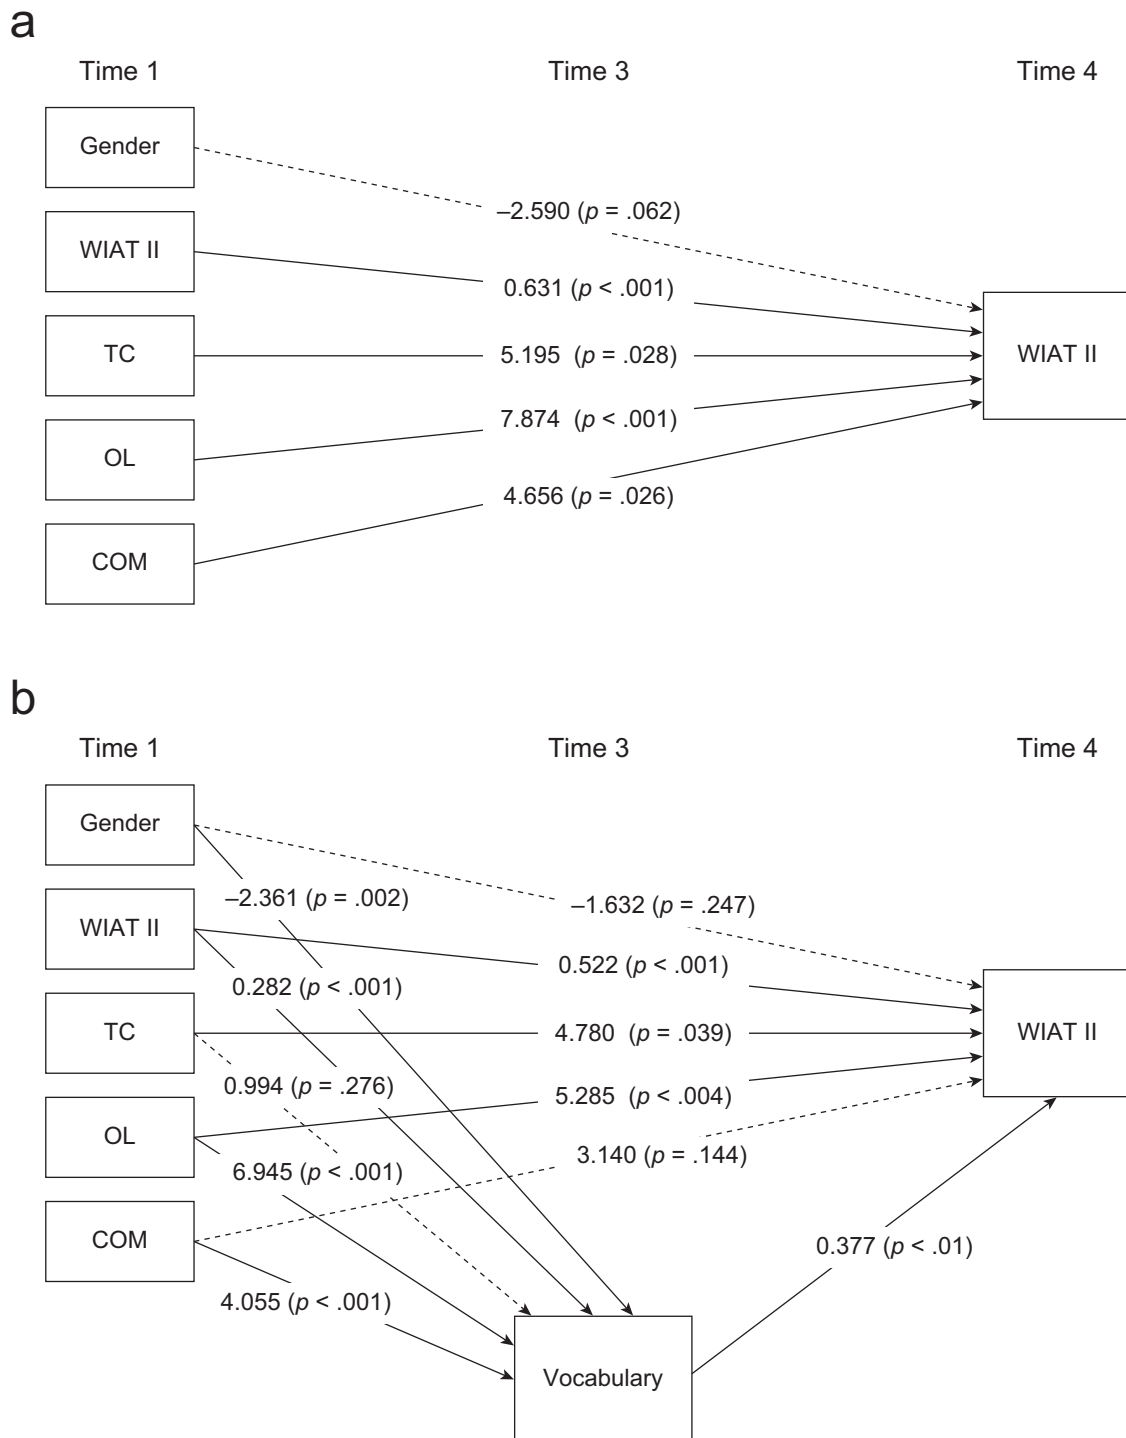 a
Time 1 Time 3 Time 4
Gender
–2.590 (p = .062)
WIAT II
0.631 (p < .001)
TC
5.195 (p = .028)
WIAT II
7.874 (p < .001)
OL
4.656 (p = .026)
COM
b
Time 1 Time 3 Time 4
Gender
–2.361 (p = .002)
–1.632 (p = .247)
WIAT II
0.522 (p < .001)
0.282 (p < .001)
TC
4.780 (p = .039)
WIAT II
0.994 (p = .276)
5.285 (p < .004)
OL
3.140 (p = .144)
6.945 (p < .001)
COM
0.377 (p < .01)
4.055 (p < .001)
Vocabulary